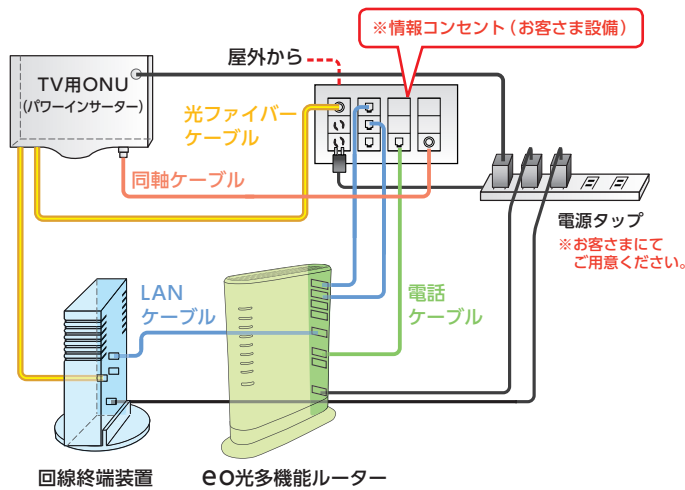 ※情報コンセント（お客さま設備）
屋外から
TV用ONU
（パワーインサーター）
光ファイバー
ケーブル
同軸ケーブル
電源タップ
※お客さまにて
ご用意ください。
LAN
ケーブル
電話
ケーブル
回線終端装置
eo光多機能ルーター